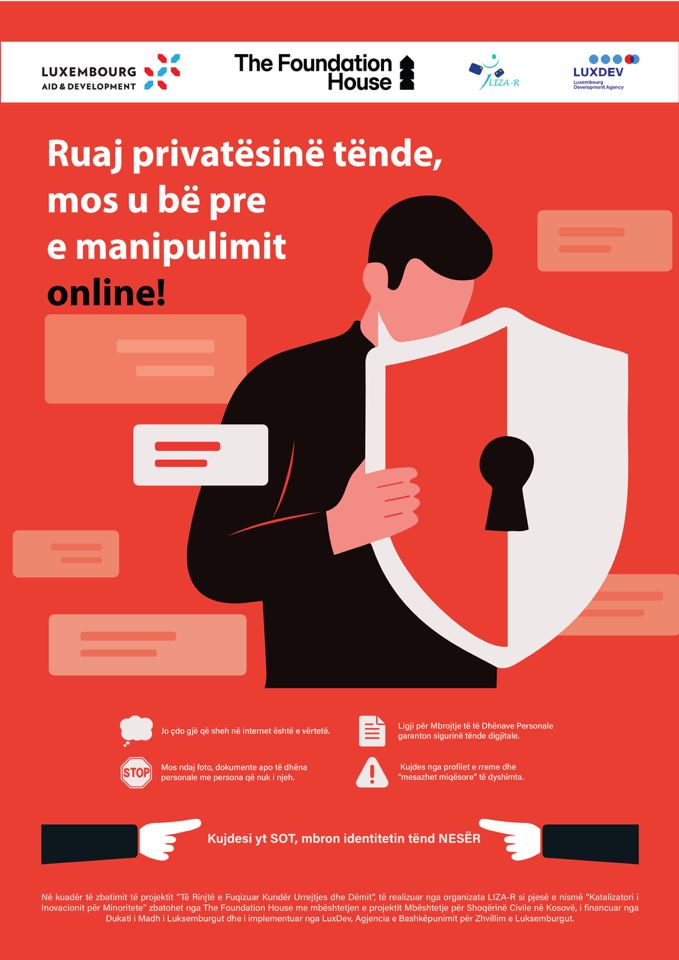 LUXEMBOURG
AID & DEVELOPMENT
The Foundation
House
LIZA-R
LUXDEV
Luxembourg
Development Agency
Ruaj privatësinë tënde,
mos u bë pre
e manipulimit
online!
Jo çdo gjë që sheh në internet është e vërtetë.
Ligji për Mbrojtje të të Dhënave Personale
garanton sigurinë tënde digjitale.
STOP
Mos ndaj foto, dokumente apo të dhëna
personale me persona që nuk i njeh.
Kujdes nga profilet e rreme dhe
"mesazhet miqësore" të dyshimta.
Kujdesi yt SOT, mbron identitetin tënd NESËR
Në kuadër të zbatimit të projektit "Të Rinjtë e Fuqizuar Kundër Urrejtjes dhe Dëmit", të realizuar nga organizata LIZA-R si pjesë e nismë "Katalizatori i
Inovacionit për Minoritete" zbatohet nga The Foundation House me mbështetjen e projektit Mbështetje për Shoqërinë Civile në Kosovë, i financuar nga
Dukati i Madh i Luksemburgut dhe i implementuar nga LuxDev, Agjencia e Bashkëpunimit për Zhvillim e Luksemburgut.